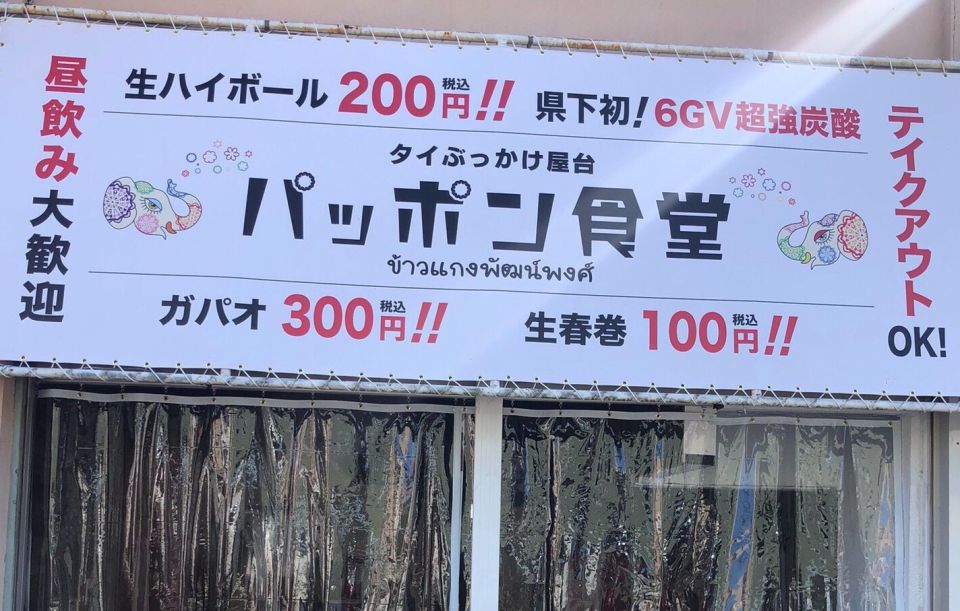 昼飲み大歓迎
生ハイボール 200円税込!!
県下初! 6GV超強炭酸
タイぶっかけ屋台
パッポン食堂
ข้าวแกงพัฒน์พงศ์
ガパオ 300円税込!!
生春巻 100円税込!!
テイクアウトOK!